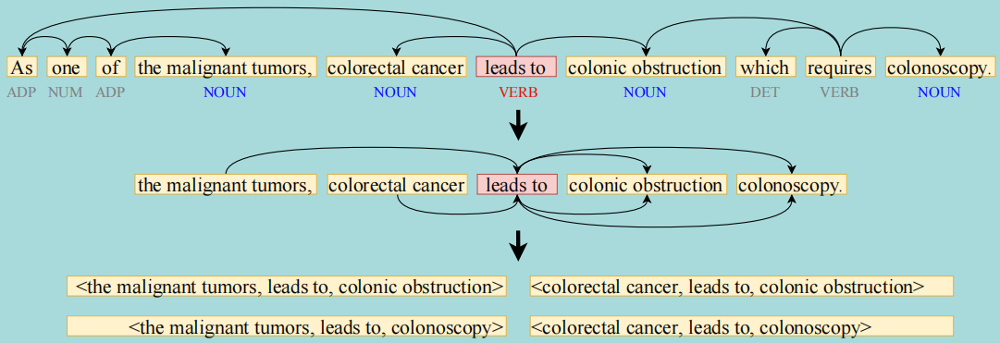 As one of the malignant tumors, colorectal cancer leads to colonic obstruction which requires colonoscopy.
ADP NUM ADP NOUN NOUN VERB NOUN DET VERB NOUN
the malignant tumors, colorectal cancer leads to colonic obstruction colonoscopy.
<the malignant tumors, leads to, colonic obstruction> <colorectal cancer, leads to, colonic obstruction>
<the malignant tumors, leads to, colonoscopy> <colorectal cancer, leads to, colonoscopy>